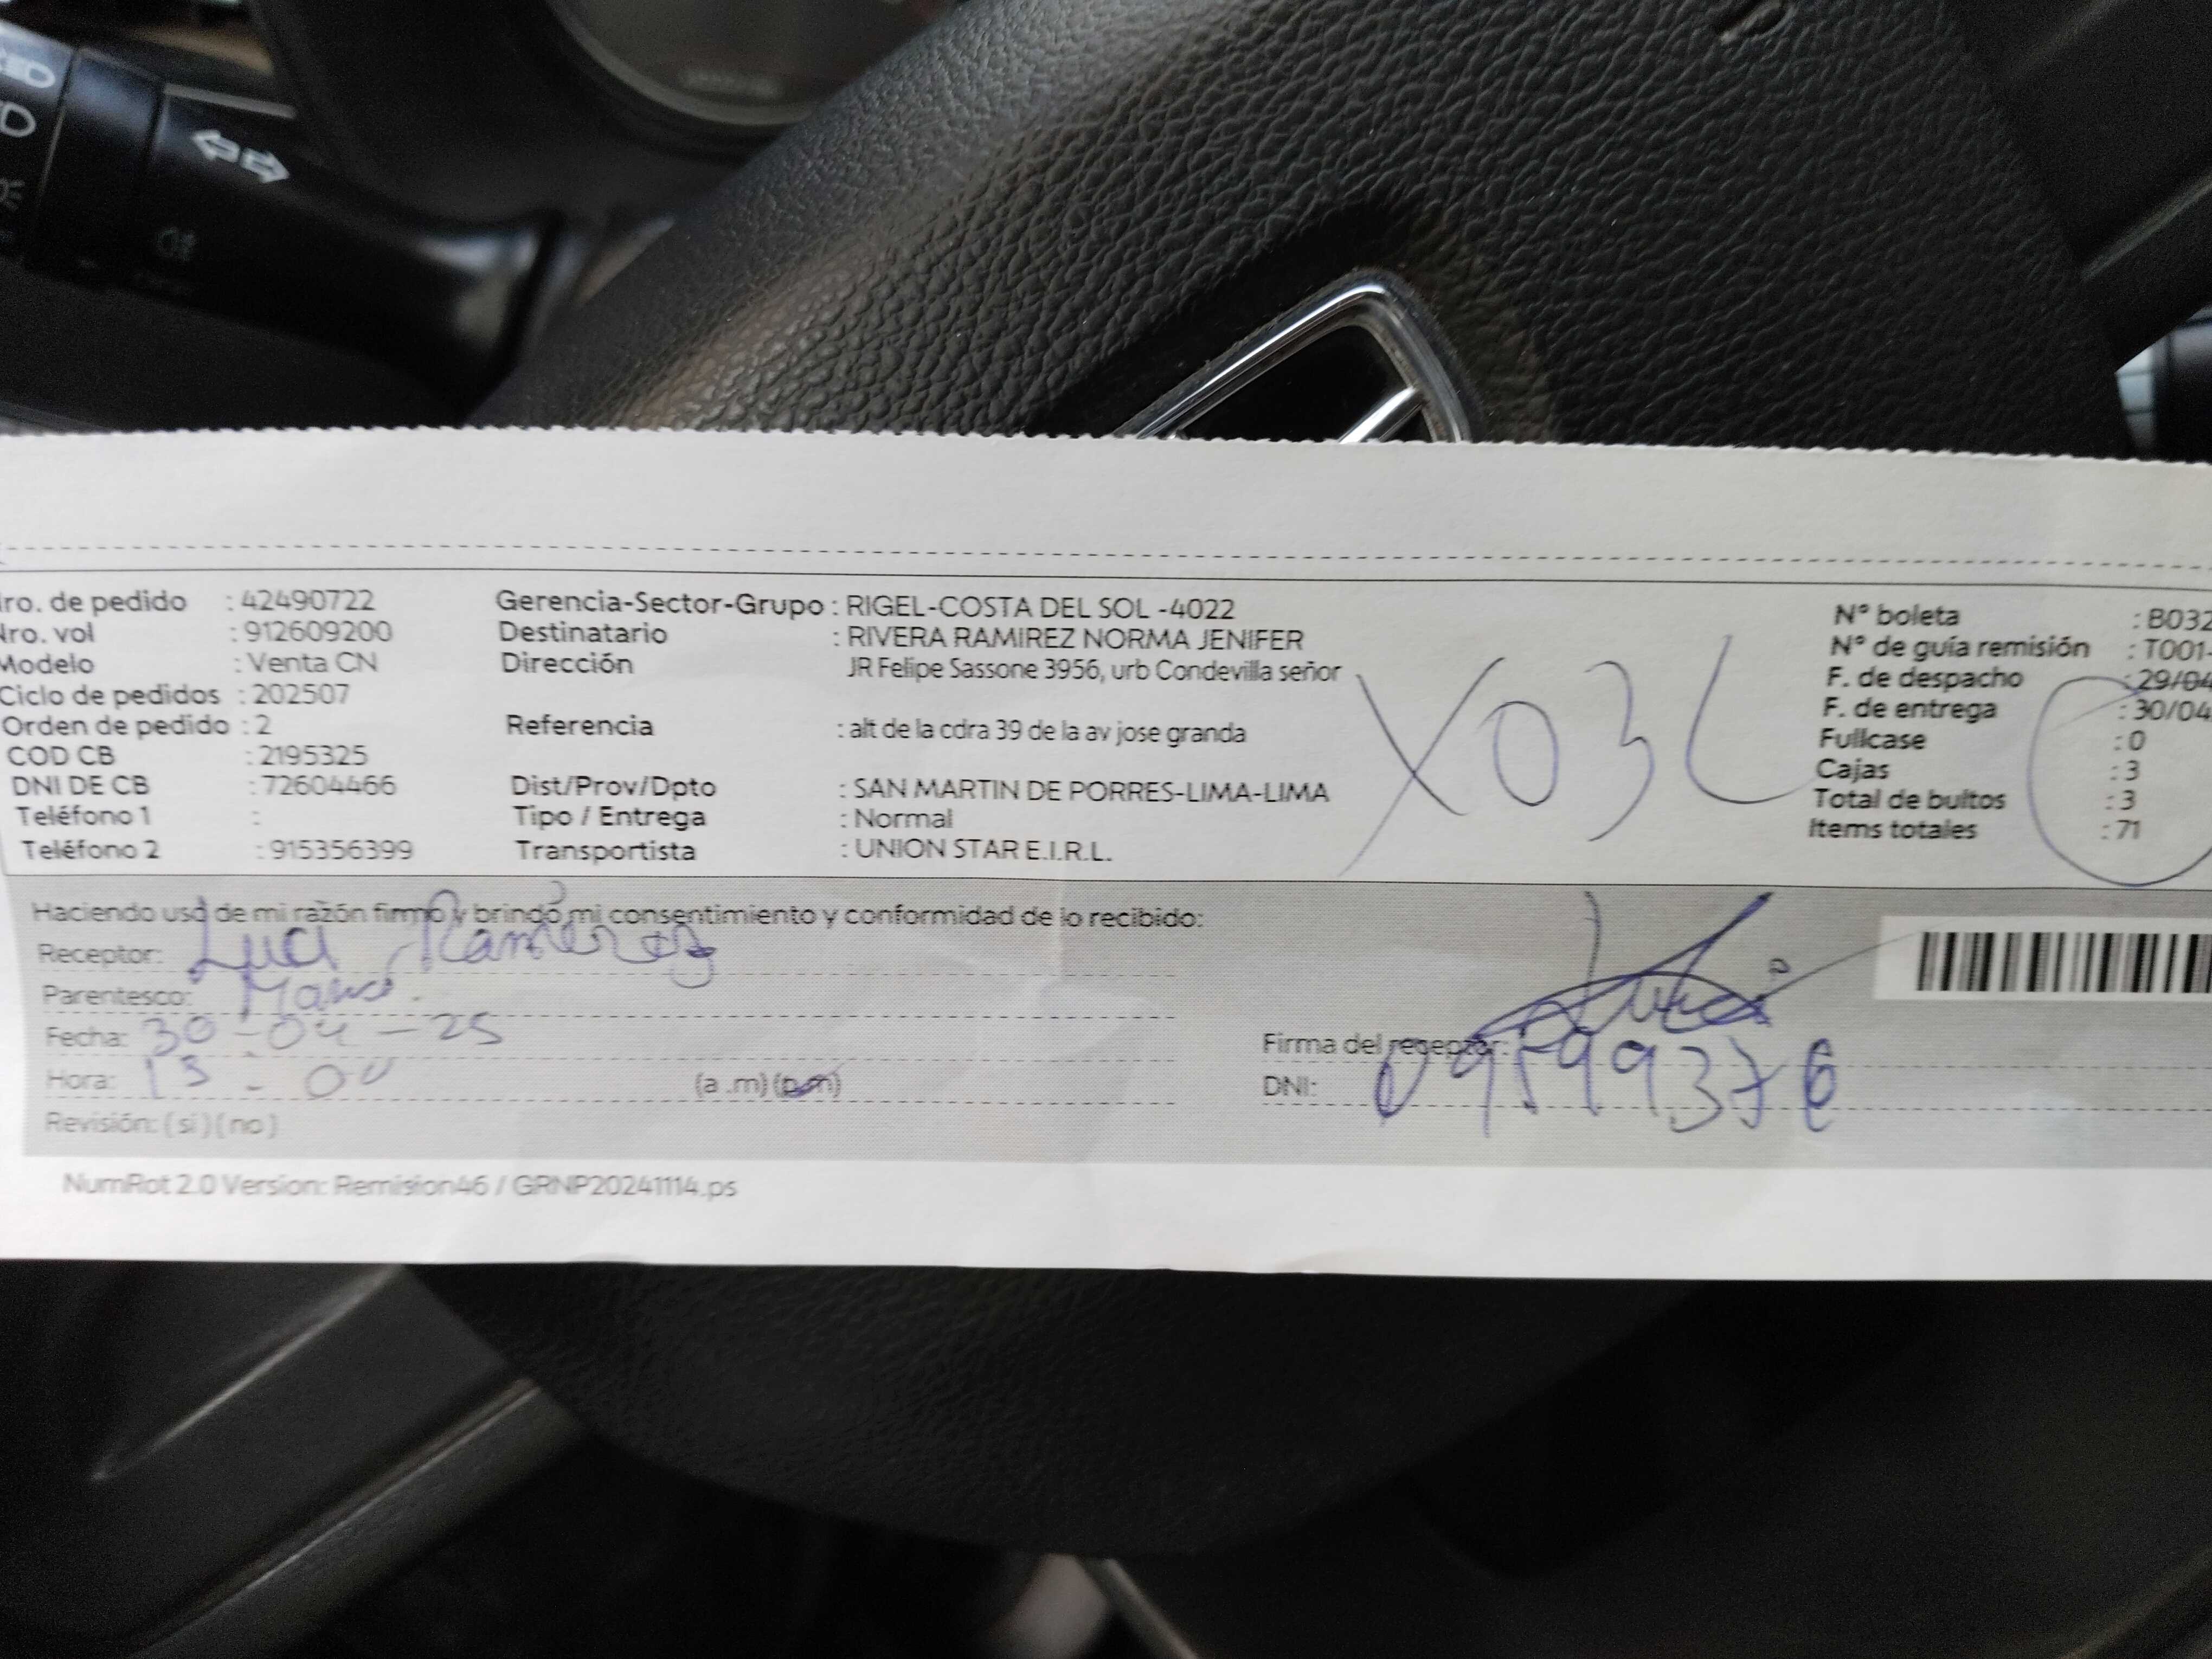 ro. de pedido : 42490722 Gerencia-Sector-Grupo : RIGEL-COSTA DEL SOL -4022 N° boleta : B032
Nro. vol : 912609200 Destinatario : RIVERA RAMIREZ NORMA JENIFER N° de guía remisión : T001-
Modelo : Venta CN Dirección JR Felipe Sassone 3956, urb Condevilla señor F. de despacho : 29/04
Ciclo de pedidos : 202507 F. de entrega : 30/04
Orden de pedido : 2 Referencia : alt de la cdra 39 de la av jose granda Fullcase : 0
COD CB : 2195325 Cajas : 3
DNI DE CB : 72604466 Dist/Prov/Dpto : SAN MARTIN DE PORRES-LIMA-LIMA Total de bultos : 3
Teléfono 1 : Tipo / Entrega : Normal Items totales : 71
Teléfono 2 : 915356399 Transportista : UNION STAR E.I.R.L.
X03L
Haciendo uso de mi razón firmo y brindo mi consentimiento y conformidad de lo recibido:
Receptor: Luci Ramirez
Parentesco:
Fecha: 30-04-25 Firma del receptor:
Hora: 13:00 (a.m)(p.m) DNI:
Revisión: (si)(no)
NumRot 2.0 Version: Remision46 / GRNP20241114.ps